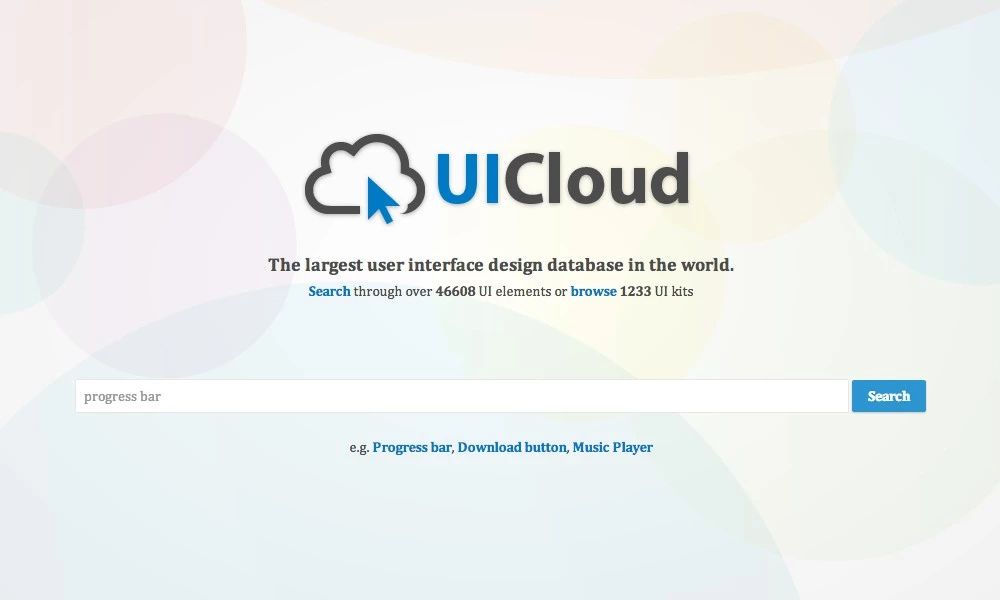 UICloud
The largest user interface design database in the world.
Search through over 46608 UI elements or browse 1233 UI kits
progress bar
Search
e.g. Progress bar, Download button, Music Player